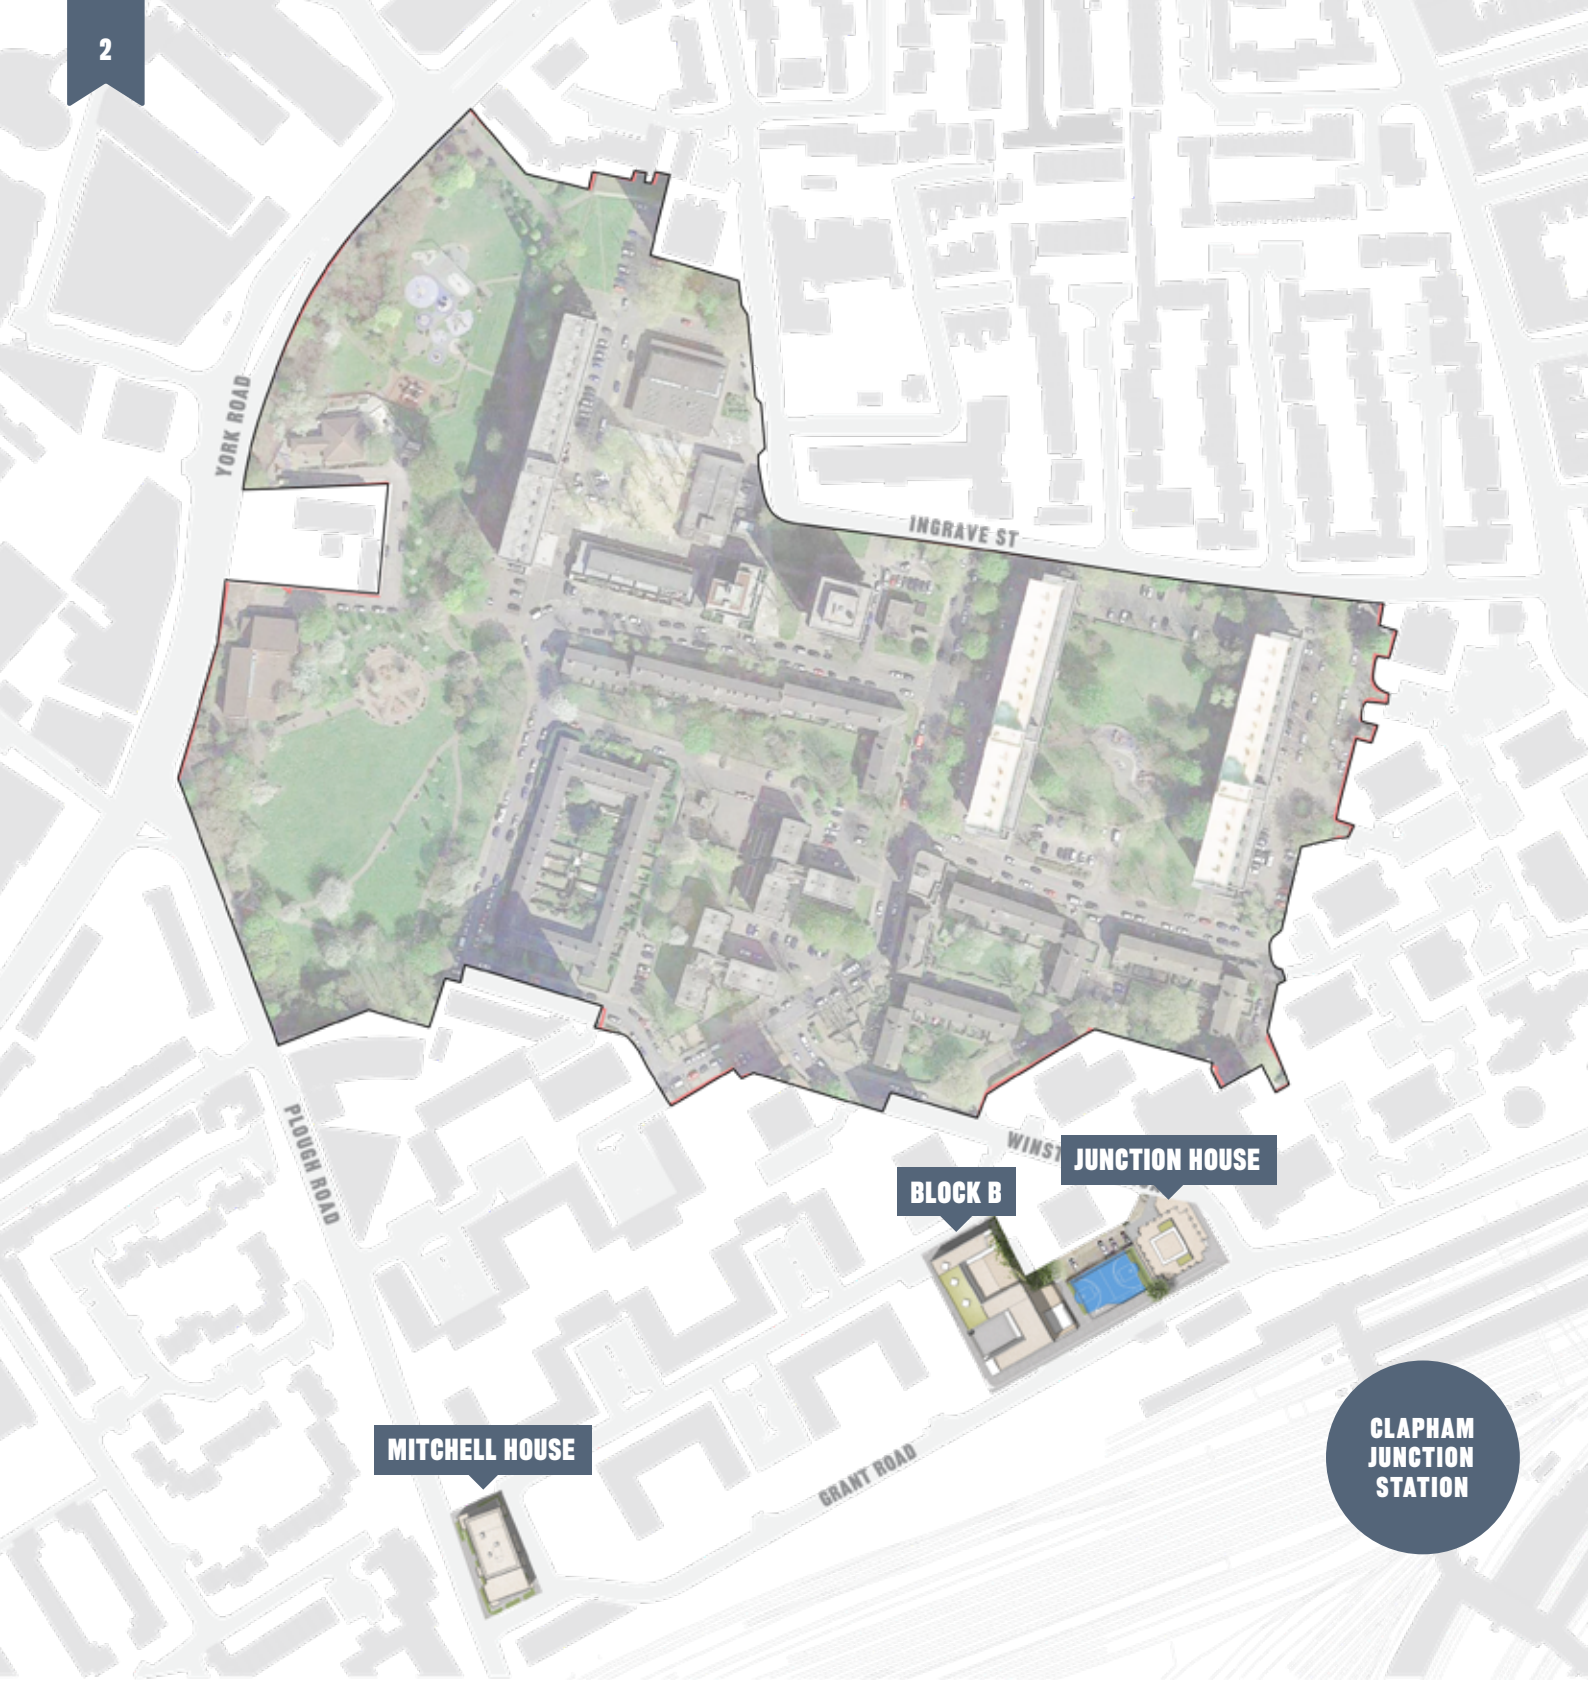 2
YORK ROAD
INGRAVE ST
PLOUGH ROAD
JUNCTION HOUSE
BLOCK B
MITCHELL HOUSE
GRANT ROAD
CLAPHAM
JUNCTION
STATION